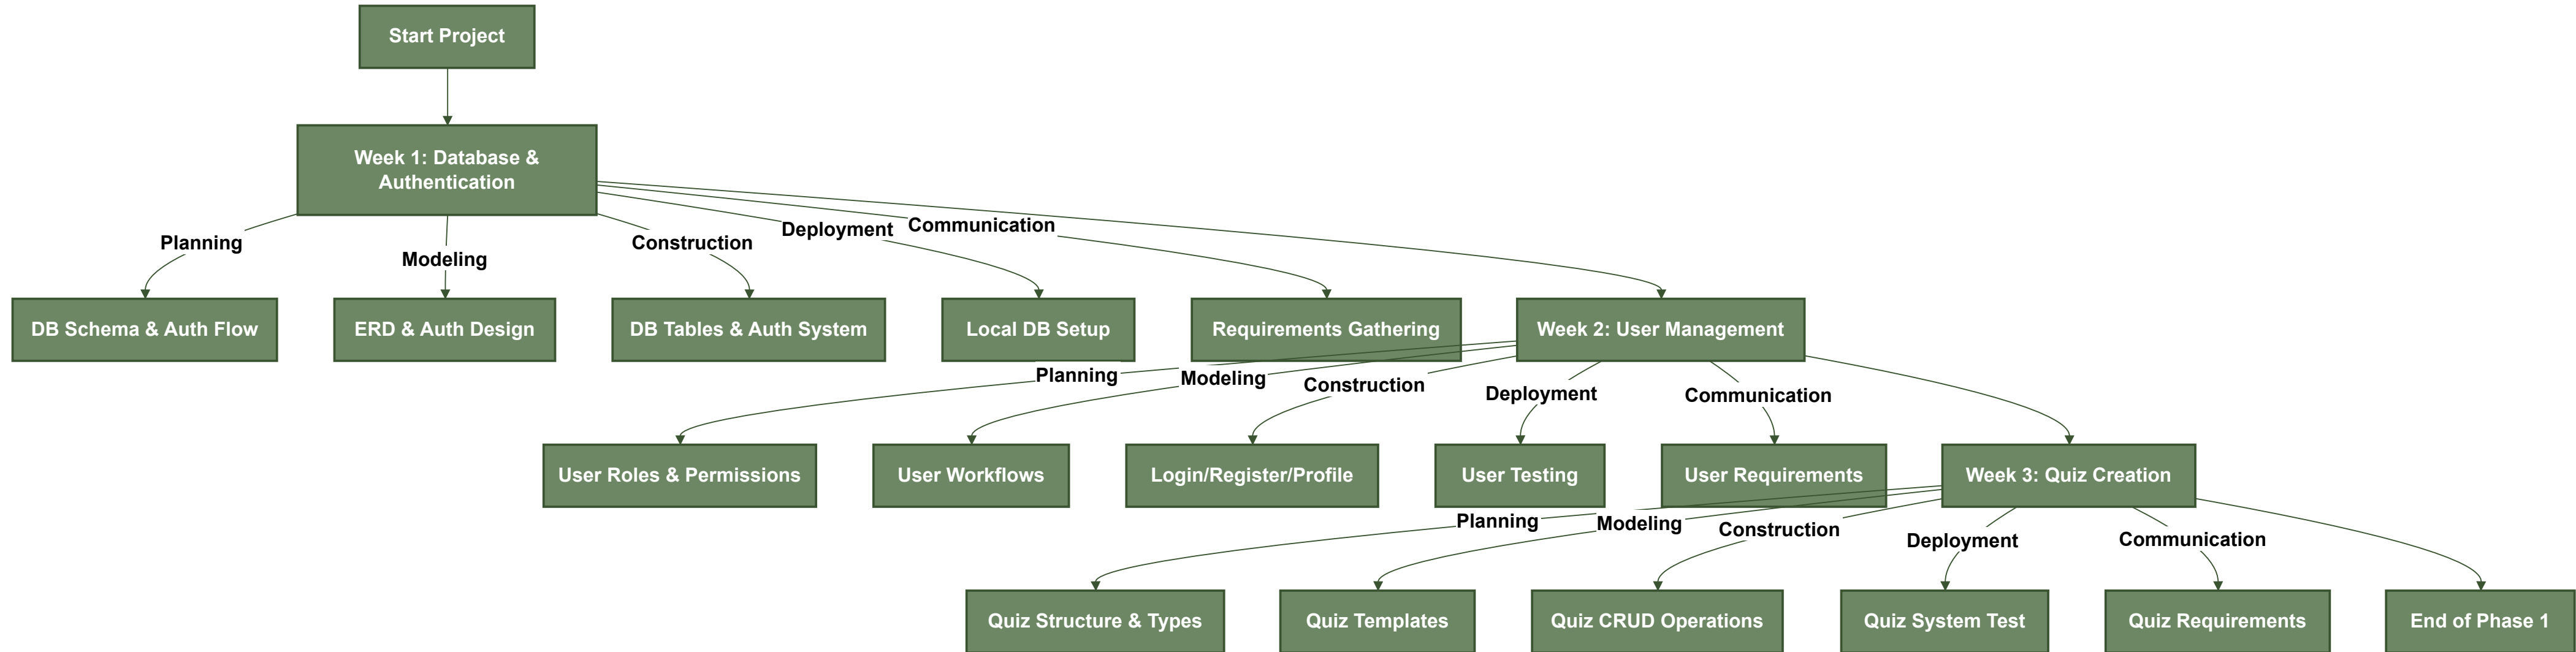 Start Project
Week 1: Database &
Authentication
Planning
Modeling
Construction
Deployment
Communication
DB Schema & Auth Flow
ERD & Auth Design
DB Tables & Auth System
Local DB Setup
Requirements Gathering
Week 2: User Management
Planning
Modeling
Construction
Deployment
Communication
User Roles & Permissions
User Workflows
Login/Register/Profile
User Testing
User Requirements
Week 3: Quiz Creation
Planning
Modeling
Construction
Deployment
Communication
Quiz Structure & Types
Quiz Templates
Quiz CRUD Operations
Quiz System Test
Quiz Requirements
End of Phase 1